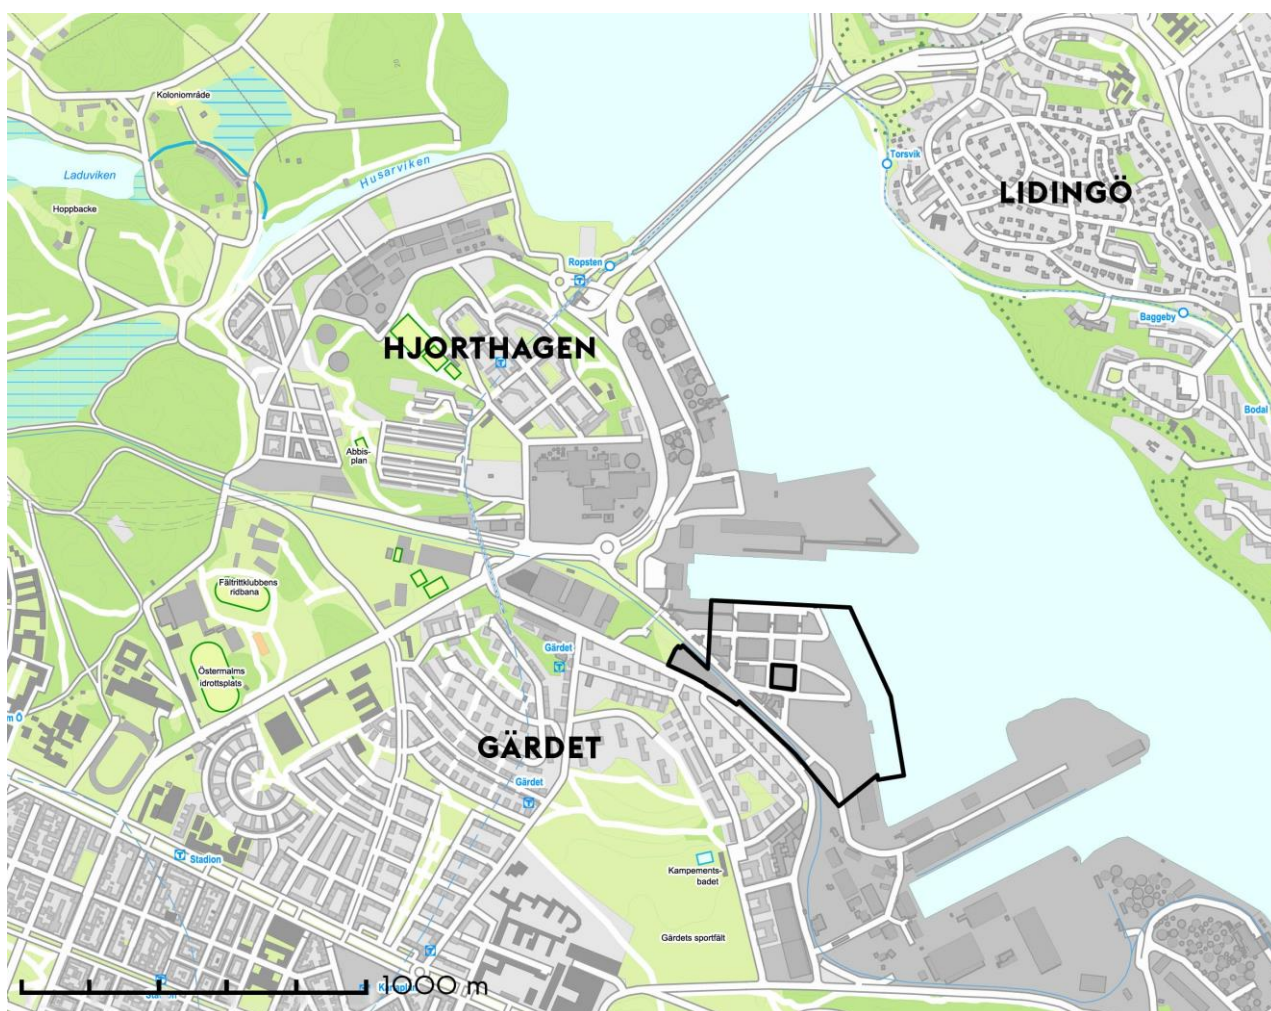 Koloniområde
Laduviken
Husarviken
Hoppbacke
Torsvik
LIDINGÖ
Ropsten
Baggeby
HJORTHAGEN
Bodal
Abbis-
plan
Fältrittklubbens
ridbana
Gärdet
Östermalms
idrottsplats
GÄRDET
Gärdet
Stadion
Kampements-
badet
Gärdets sportfält
1000 m